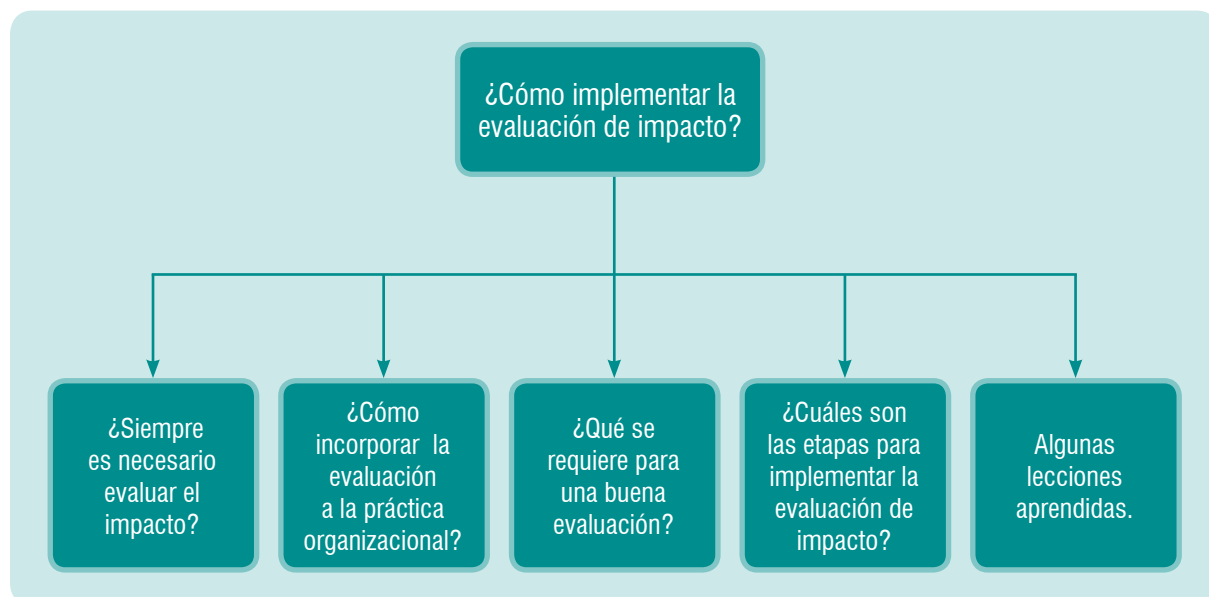 ¿Cómo implementar la
evaluación de impacto?
¿Siempre
es necesario
evaluar el
impacto?
¿Cómo
incorporar la
evaluación
a la práctica
organizacional?
¿Qué se
requiere para
una buena
evaluación?
¿Cuáles son
las etapas para
implementar la
evaluación de
impacto?
Algunas
lecciones
aprendidas.